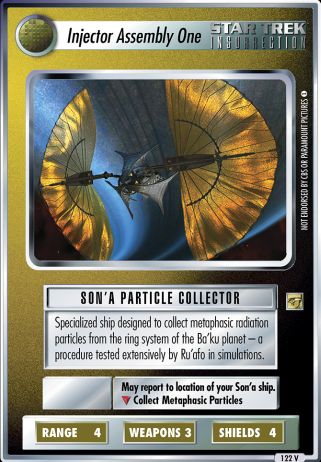 Injector Assembly One
STAR TREK
INSURRECTION
NOT ENDORSED BY CBS OR PARAMOUNT PICTURES
SON'A PARTICLE COLLECTOR
Specialized ship designed to collect metaphasic radiation
particles from the ring system of the Ba'ku planet – a
procedure tested extensively by Ru'afo in simulations.
May report to location of your Son'a ship.
Collect Metaphasic Particles
RANGE 4
WEAPONS 3
SHIELDS 4
122 V